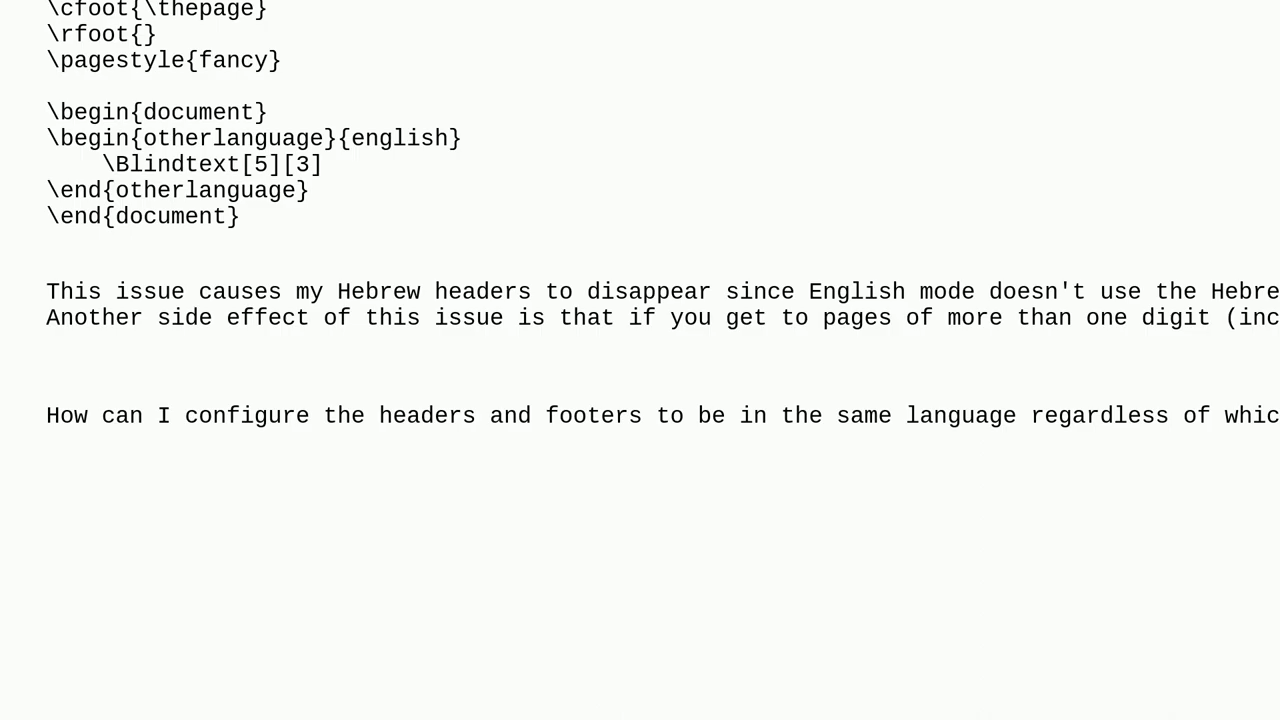 \cfoot{\thepage}
\rfoot{}
\pagestyle{fancy}
\begin{document}
\begin{otherlanguage}{english}
    \Blindtext[5][3]
\end{otherlanguage}
\end{document}
This issue causes my Hebrew headers to disappear since English mode doesn't use the Hebre
Another side effect of this issue is that if you get to pages of more than one digit (inc
How can I configure the headers and footers to be in the same language regardless of whic